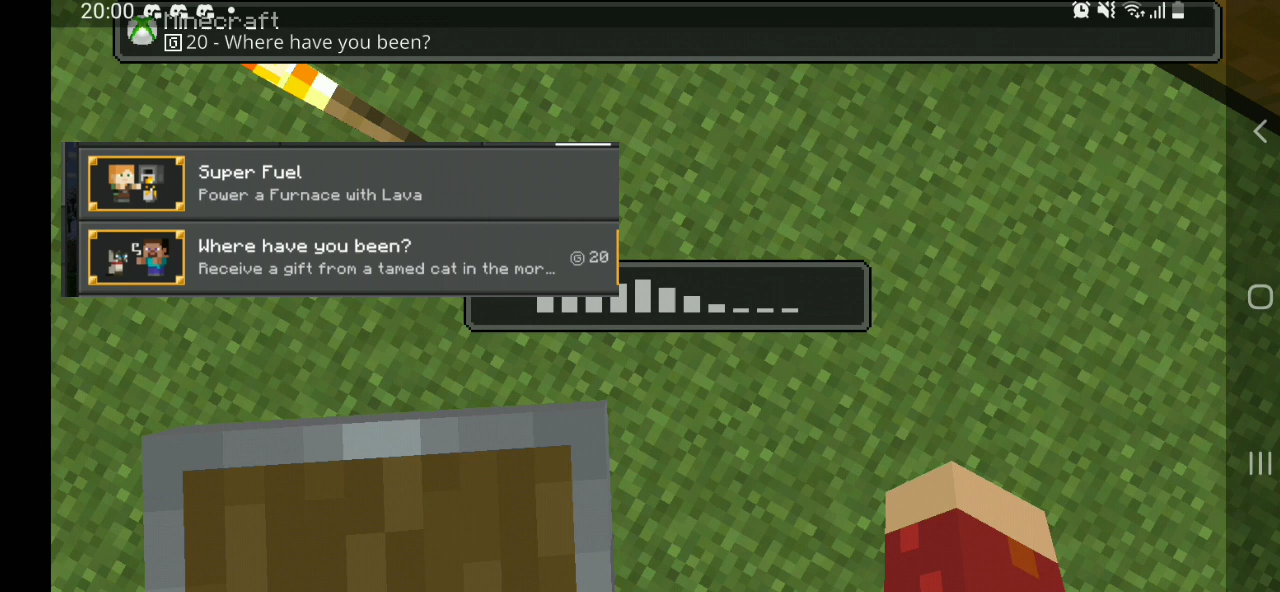 20:00
Minecraft
G 20 - Where have you been?
Super Fuel
Power a Furnace with Lava
Where have you been?
Receive a gift from a tamed cat in the mor...
G 20